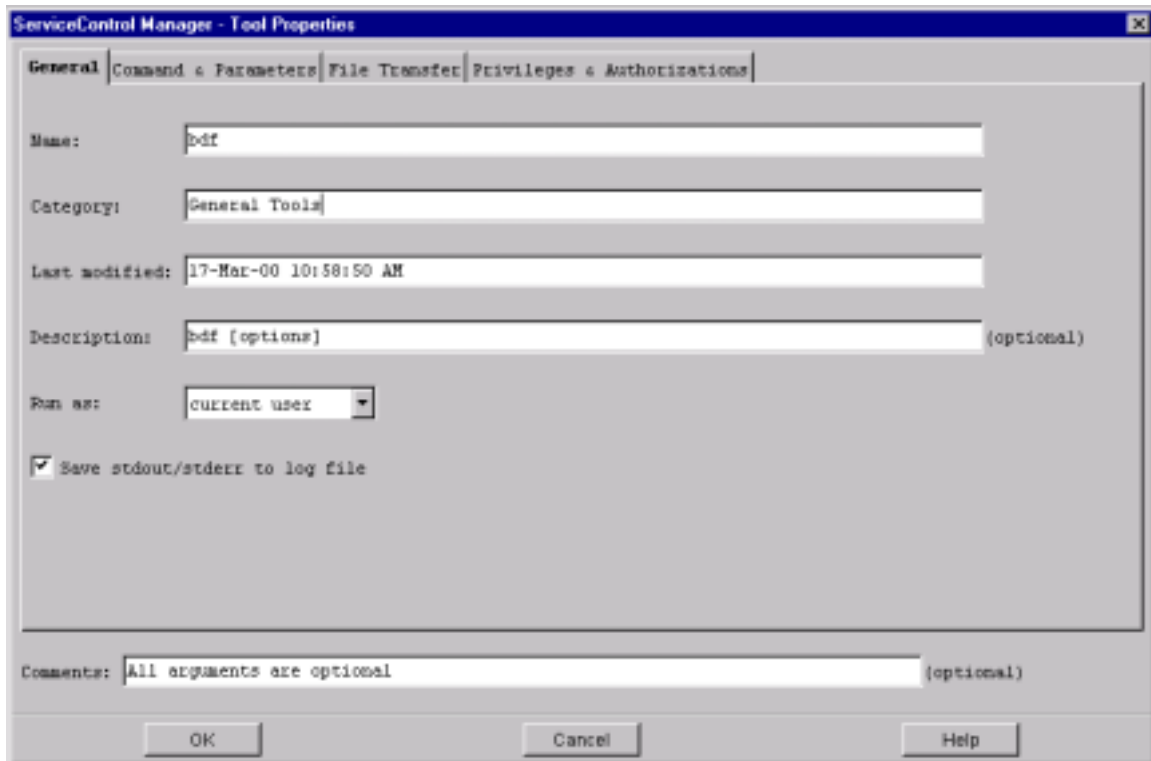 ServiceControl Manager - Tool Properties
General Command & Parameters File Transfer Privileges & Authorizations
Name: bdf
Category: General Tools
Last modified: 17-Mar-00 10:58:50 AM
Description: bdf [options] (optional)
Run as: current user
Save stdout/stderr to log file
Comments: All arguments are optional (optional)
OK Cancel Help